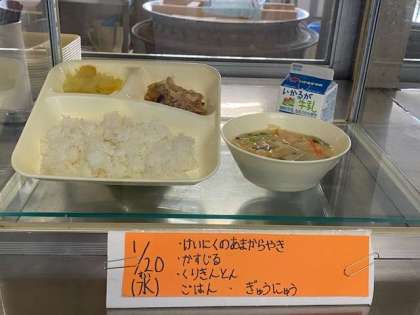 いかるが
牛乳
1/20
(水)
・けいにくのあまからやき
・かすじる
・くりきんとん
ごはん ・ ぎゅうにゅう